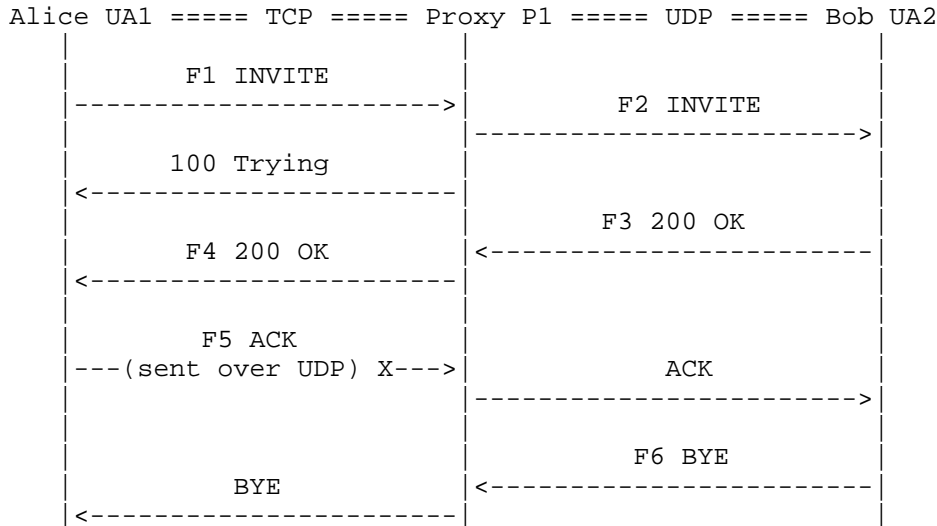 Alice UA1 ===== TCP ===== Proxy P1 ===== UDP ===== Bob UA2
F1 INVITE
----------------------->
F2 INVITE
------------------------>
100 Trying
<-----------------------
F3 200 OK
F4 200 OK
<------------------------
<-----------------------
F5 ACK
---(sent over UDP) X--->
ACK
------------------------>
F6 BYE
BYE
<------------------------
<-----------------------